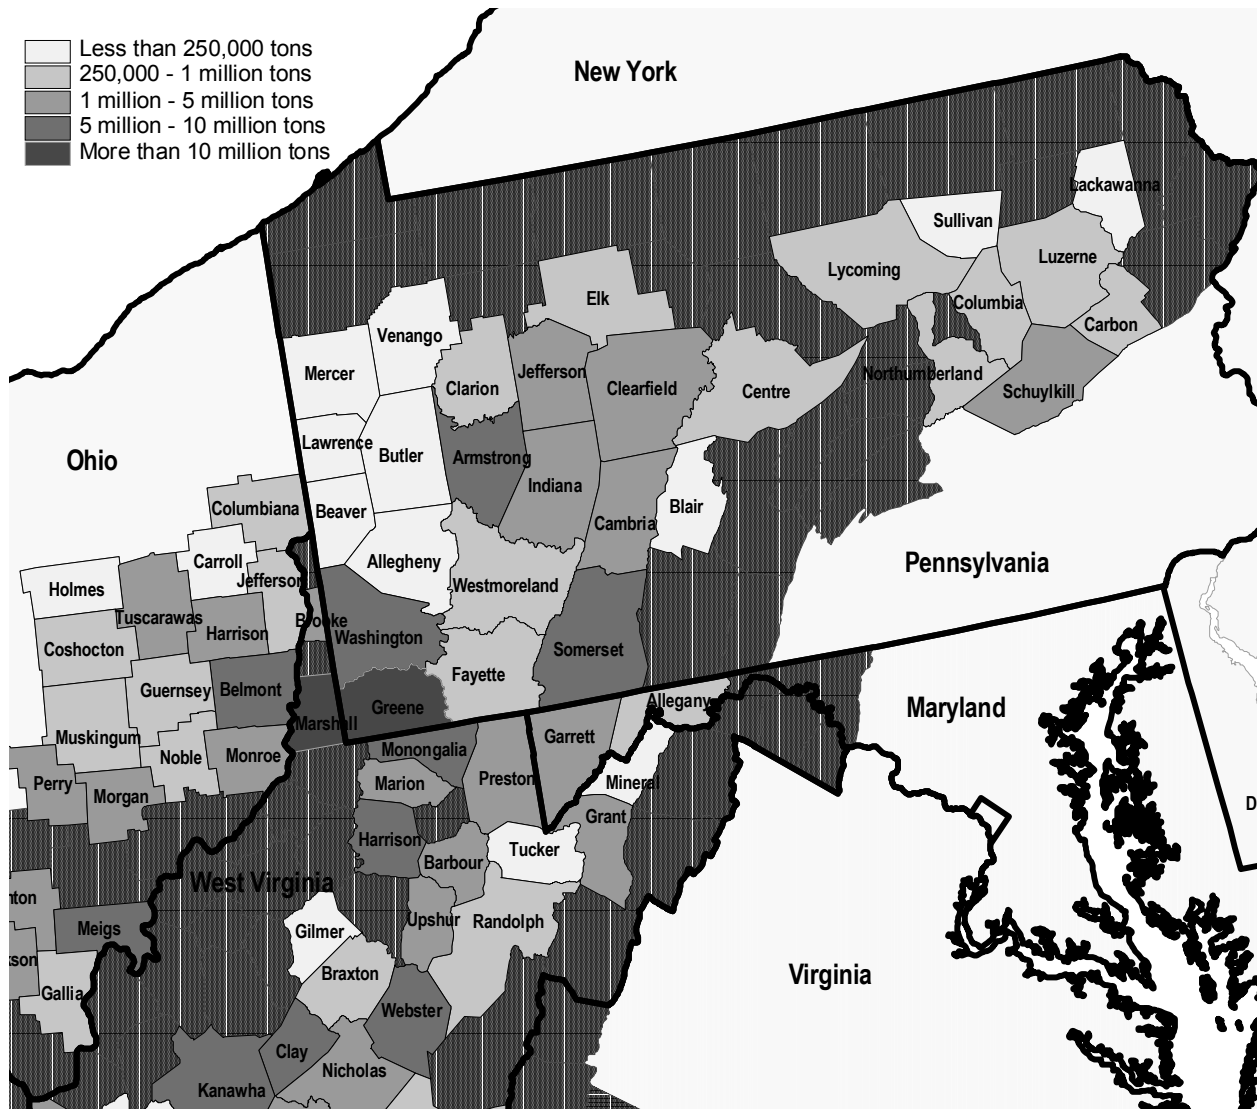 Less than 250,000 tons
250,000 - 1 million tons
1 million - 5 million tons
5 million - 10 million tons
More than 10 million tons
New York
Lackawanna
Sullivan
Luzerne
Lycoming
Elk
Columbia
Carbon
Venango
Mercer
Jefferson
Clarion
Clearfield
Centre
Northumberland
Schuylkill
Lawrence
Butler
Armstrong
Ohio
Indiana
Columbiana
Beaver
Blair
Cambria
Allegheny
Pennsylvania
Carroll
Jefferson
Holmes
Westmoreland
Tuscarawas
Brooke
Harrison
Washington
Coshocton
Somerset
Fayette
Guernsey
Belmont
Greene
Allegany
Maryland
Marshall
Muskingum
Garrett
Monongalia
Noble
Monroe
Preston
Mineral
Perry
Marion
Morgan
D
Grant
Harrison
Tucker
Barbour
West Virginia
nton
Upshur
Randolph
Meigs
Gilmer
kson
Braxton
Virginia
Gallia
Webster
Clay
Nicholas
Kanawha